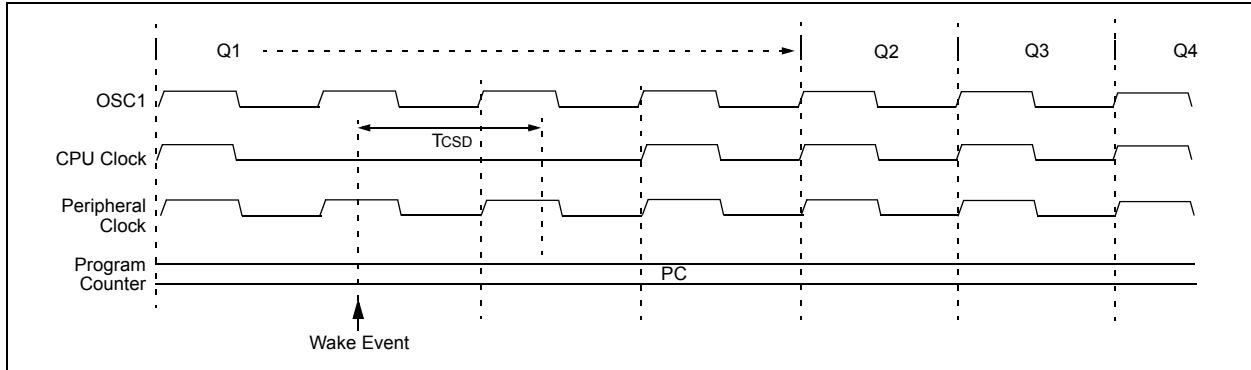 Q1
Q2
Q3
Q4
OSC1
TCSD
CPU Clock
Peripheral
Clock
Program
Counter
PC
Wake Event